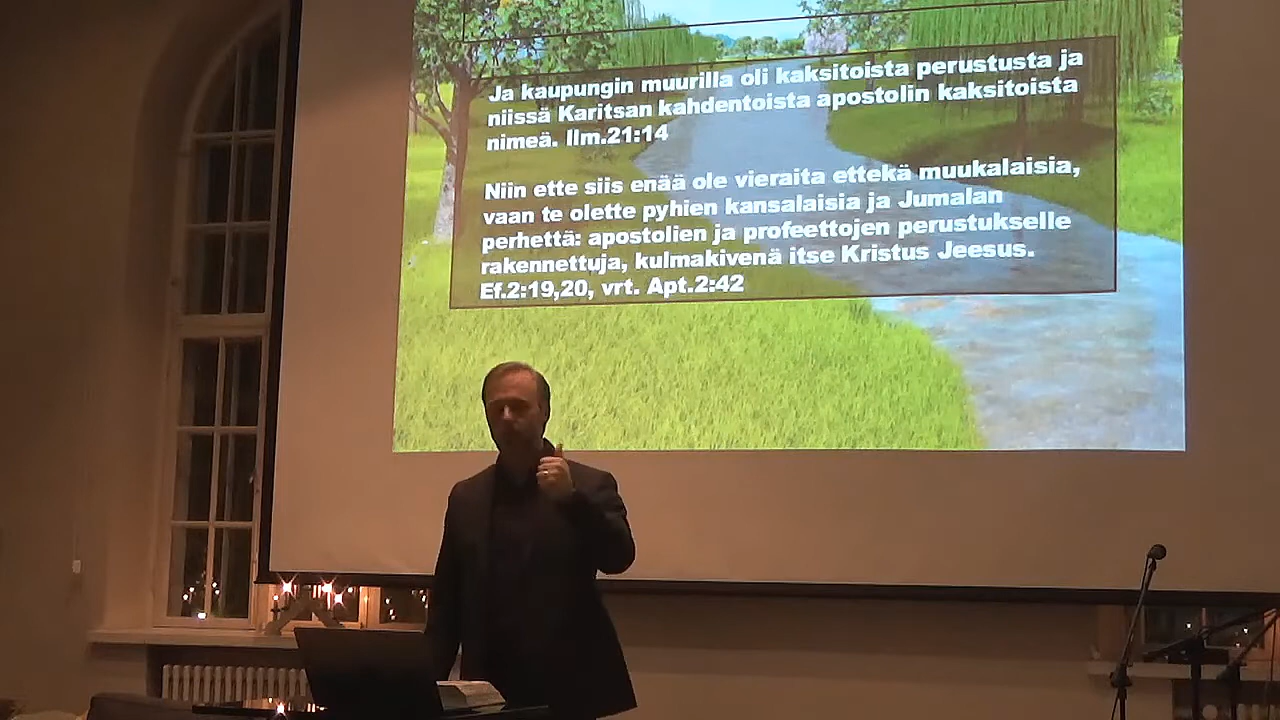 Ja kaupungin muurilla oli kaksitoista perustusta ja
niissä Karitsan kahdentoista apostolin kaksitoista
nimeä. Ilm.21:14
Niin ette siis enää ole vieraita ettekä muukalaisia,
vaan te olette pyhien kansalaisia ja Jumalan
perhettä: apostolien ja profeettojen perustukselle
rakennettuja, kulmakivenä itse Kristus Jeesus.
Ef.2:19,20, vrt. Apt.2:42